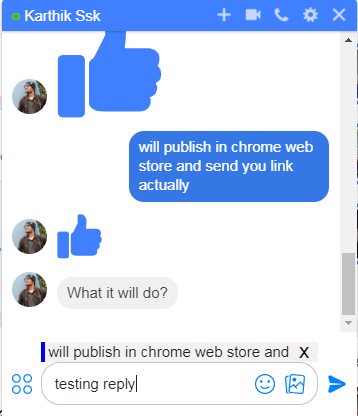 Karthik Ssk
will publish in chrome web
store and send you link
actually
What it will do?
will publish in chrome web store and X
testing reply